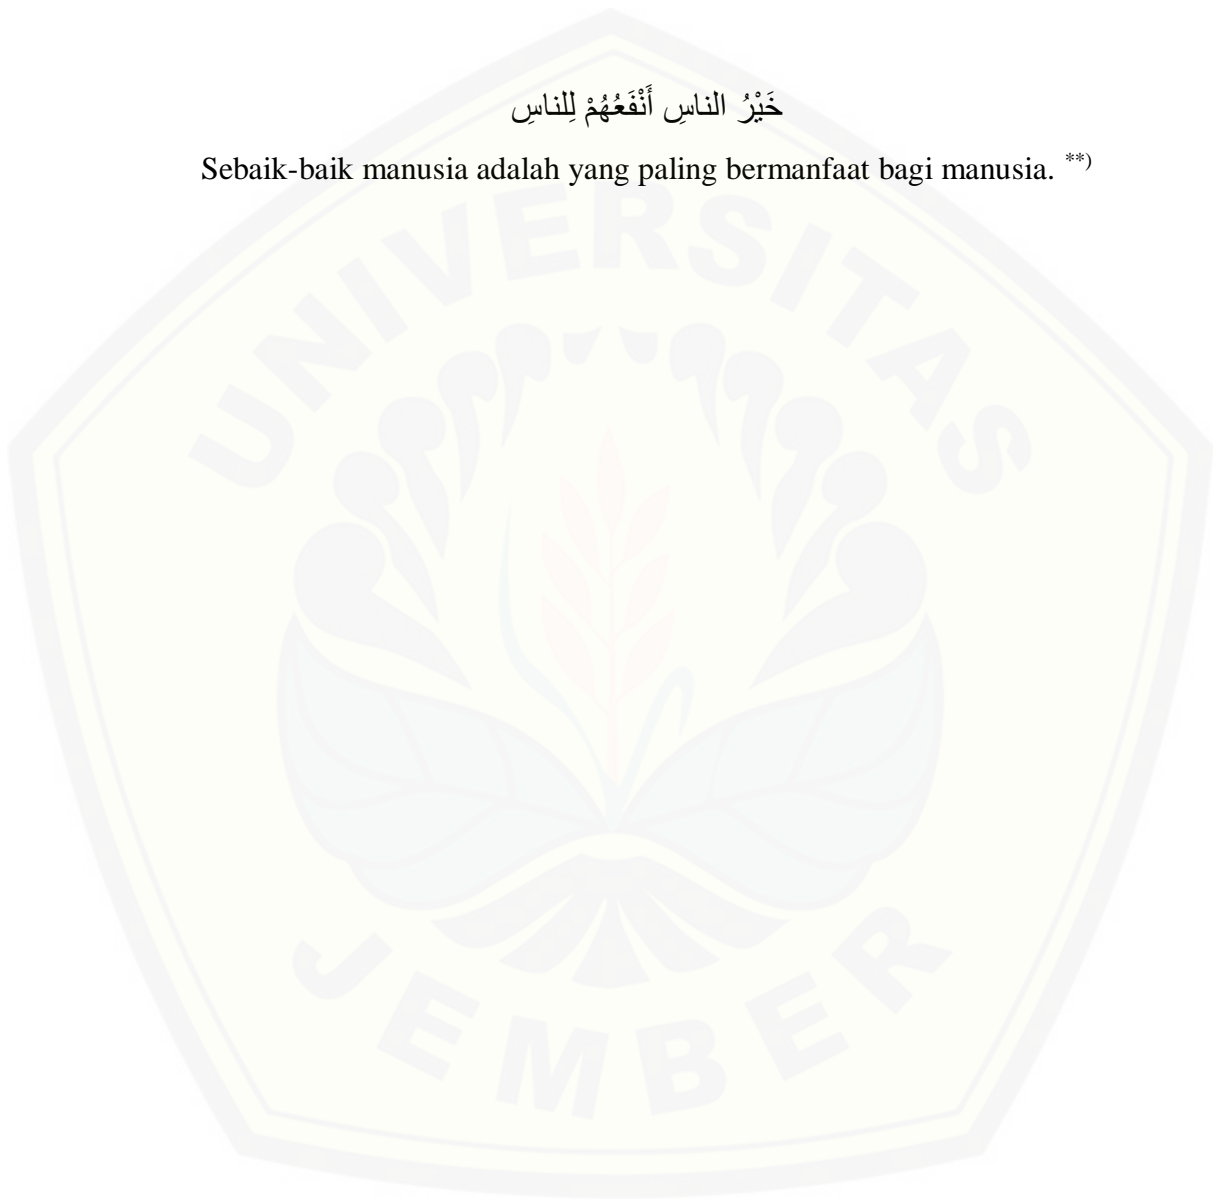 خَيْرُ الناسِ أَنْفَعُهُمْ لِلناسِ
Sebaik-baik manusia adalah yang paling bermanfaat bagi manusia. **)
UNIVERSITAS
JEMBER